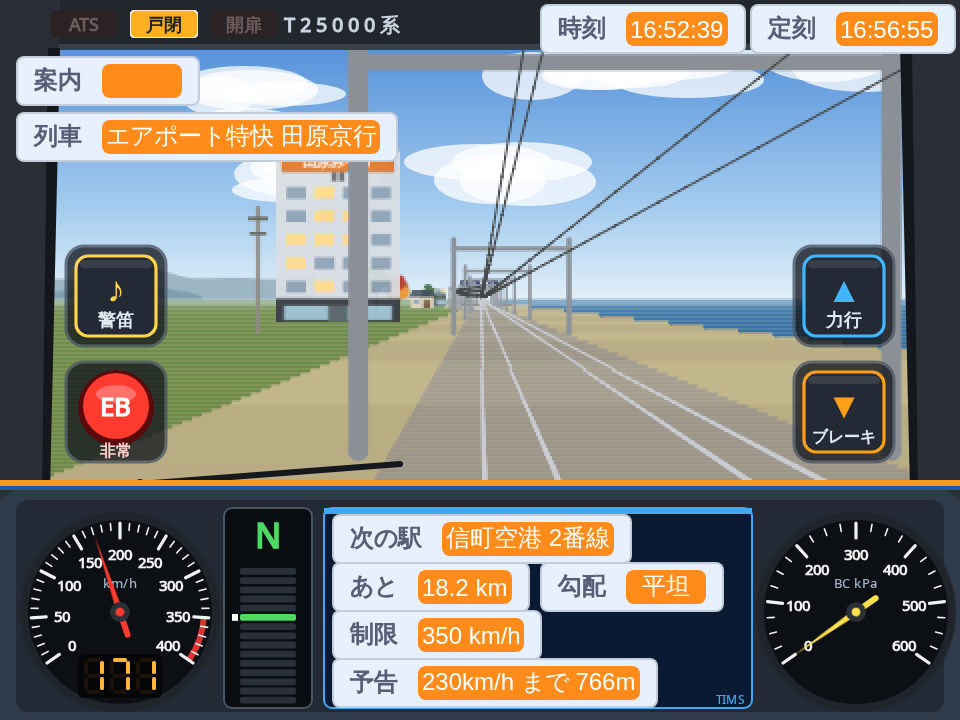 ATS 戸閉 開扉 T25000系
時刻 16:52:39 定刻 16:56:55
案内
列車 エアポート特快 田原京行
♪
警笛
EB
非常
▲
力行
▼
ブレーキ
0 50 100 150 200 250 300 350 400
km/h
171
N
次の駅 信町空港 2番線
あと 18.2 km 勾配 平坦
制限 350 km/h
予告 230km/h まで 766m
TIMS
0 100 200 300 400 500 600
BC kPa